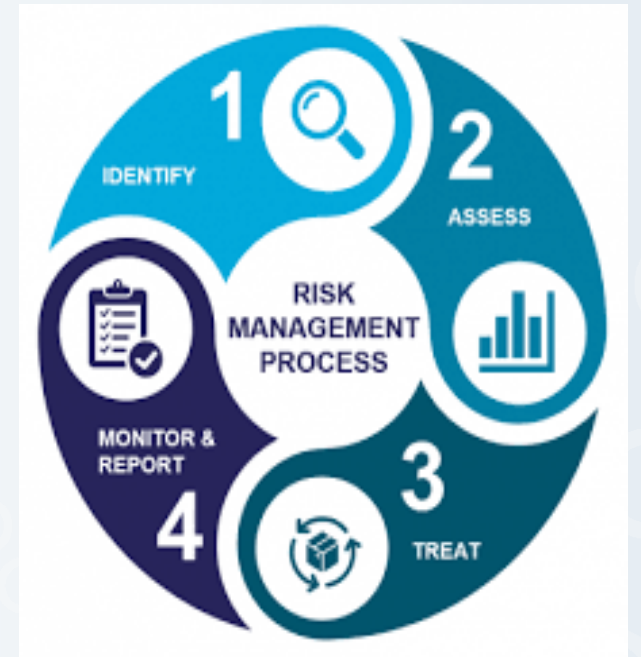 1
IDENTIFY
2
ASSESS
RISK
MANAGEMENT
PROCESS
3
TREAT
MONITOR &
REPORT
4